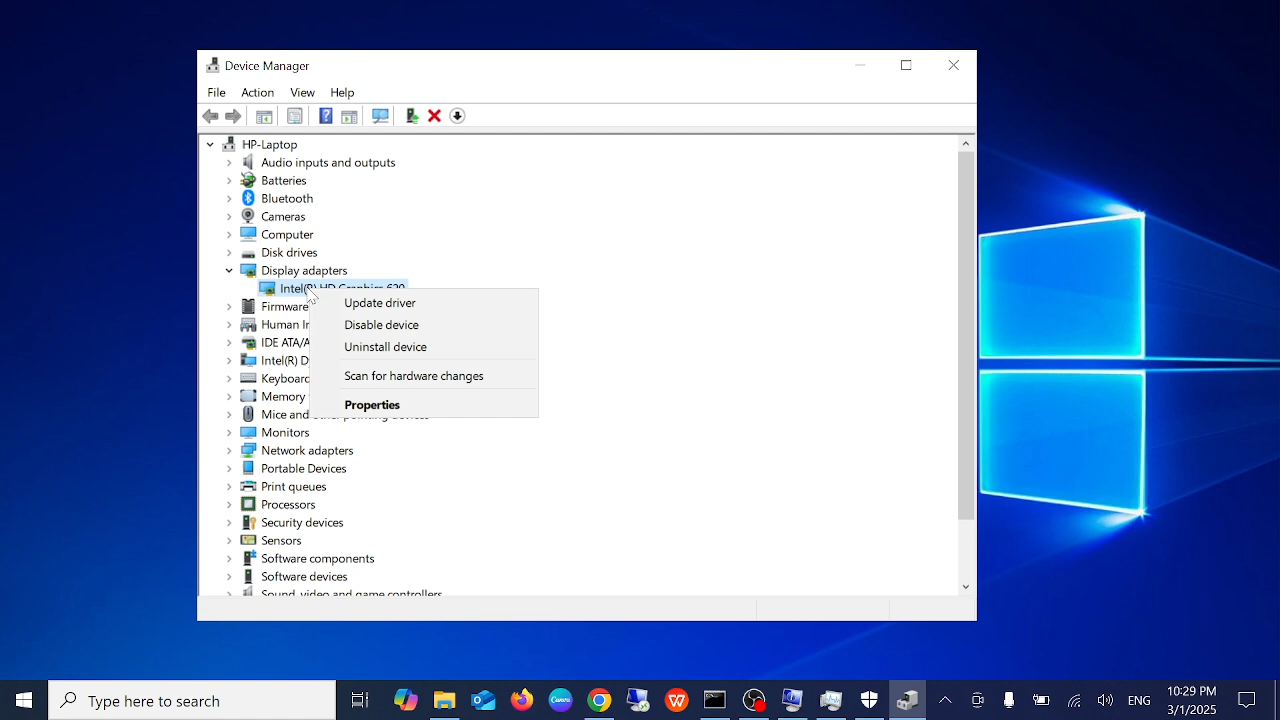 Device Manager
File Action View Help
HP-Laptop
Audio inputs and outputs
Batteries
Bluetooth
Cameras
Computer
Disk drives
Display adapters
Intel(R) HD Graphics 620
Firmware
Update driver
Human In
Disable device
IDE ATA/A
Uninstall device
Intel(R) D
Keyboard
Scan for hardware changes
Memory
Properties
Mice and other pointing devices
Monitors
Network adapters
Portable Devices
Print queues
Processors
Security devices
Sensors
Software components
Software devices
Sound, video and game controllers
Type here to search
Canva
W
ENG
10:29 PM
3/1/2025